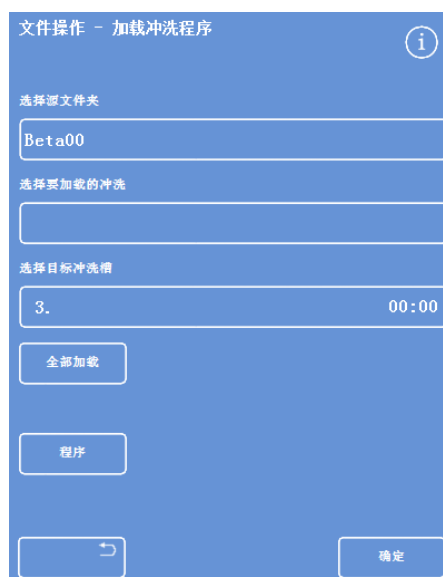 文件操作 - 加载冲洗程序
i
选择源文件夹
Beta00
选择要加载的冲洗
选择目标冲洗槽
3. 00:00
全部加载
程序
确定